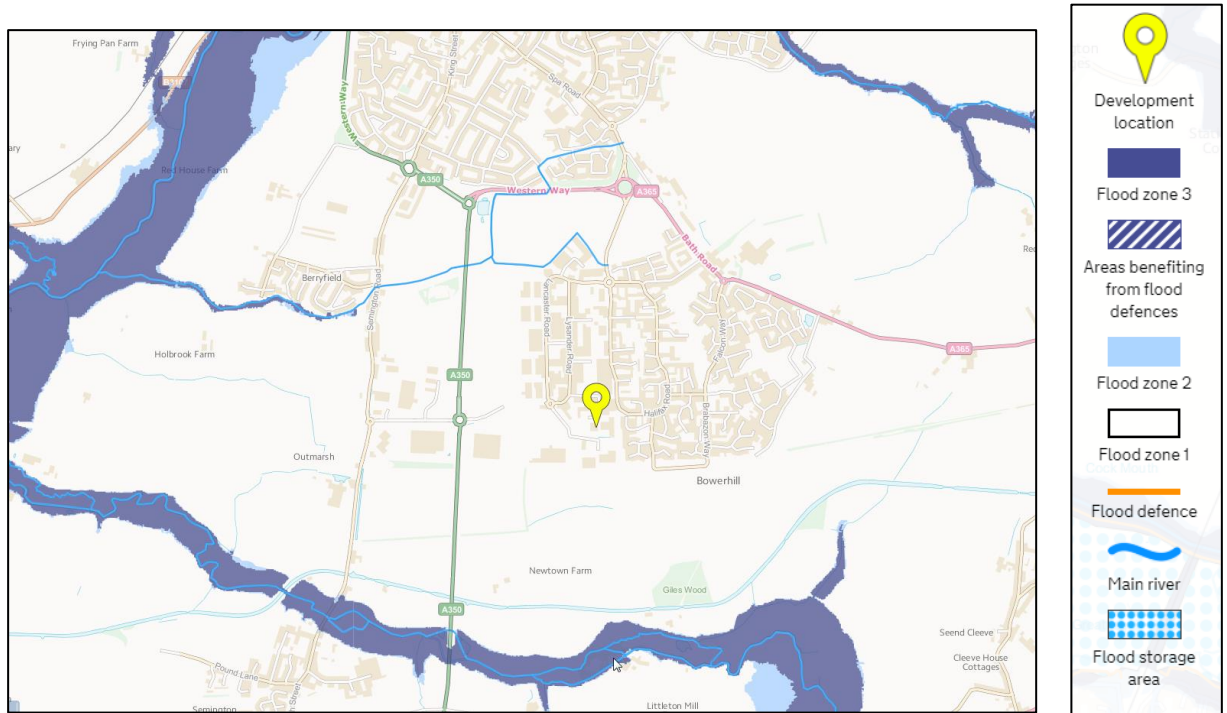 Frying Pan Farm
King Street
Spa Road
Western Way
Red House Farm
A350
Western Way
A365
Bath Road
Berryfield
Semington Road
Lancaster Road
Lysander Road
Falcon Way
A365
Holbrook Farm
A350
Halifax Road
Brabazon Way
Outmarsh
Bowerhill
Newtown Farm
Giles Wood
A350
Seend Cleeve
Cleeve House
Cottages
Pound Lane
Semington
Littleton Mill
Development
location
Flood zone 3
Areas benefiting
from flood
defences
Flood zone 2
Flood zone 1
Flood defence
Main river
Flood storage
area